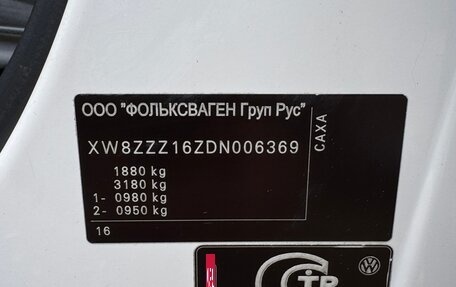 ООО "ФОЛЬКСВАГЕН Груп Рус"
XW8ZZZ16ZDN006369
CAXA
1880 kg
3180 kg
1- 0980 kg
2- 0950 kg
16